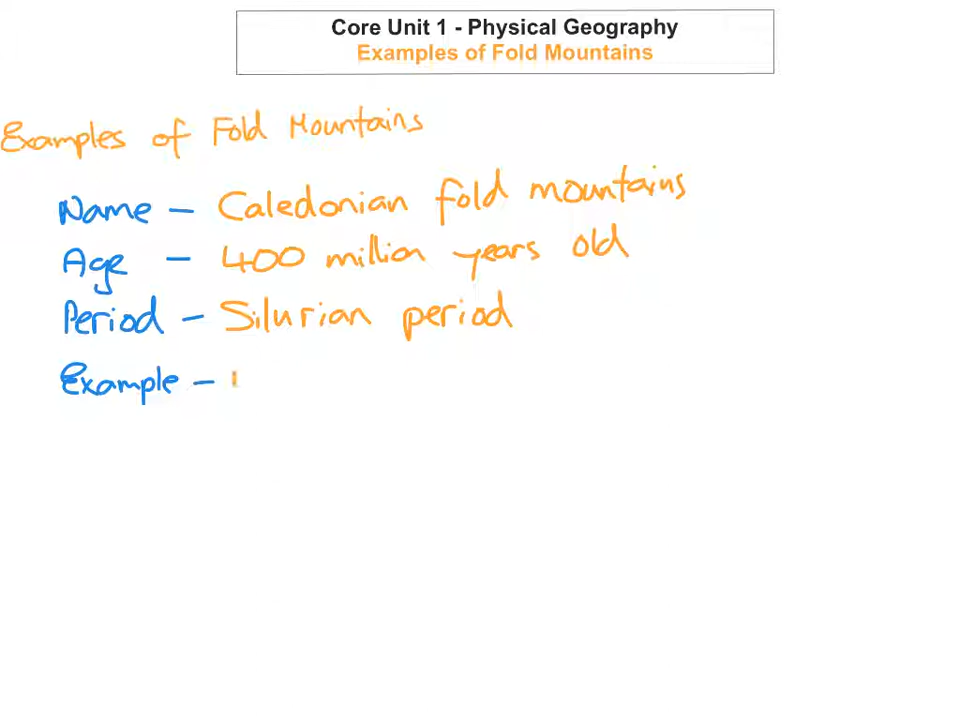 Core Unit 1 - Physical Geography
Examples of Fold Mountains
Examples of Fold Mountains
Name - Caledonian fold mountains
Age - 400 million years old
Period - Silurian period
Example -